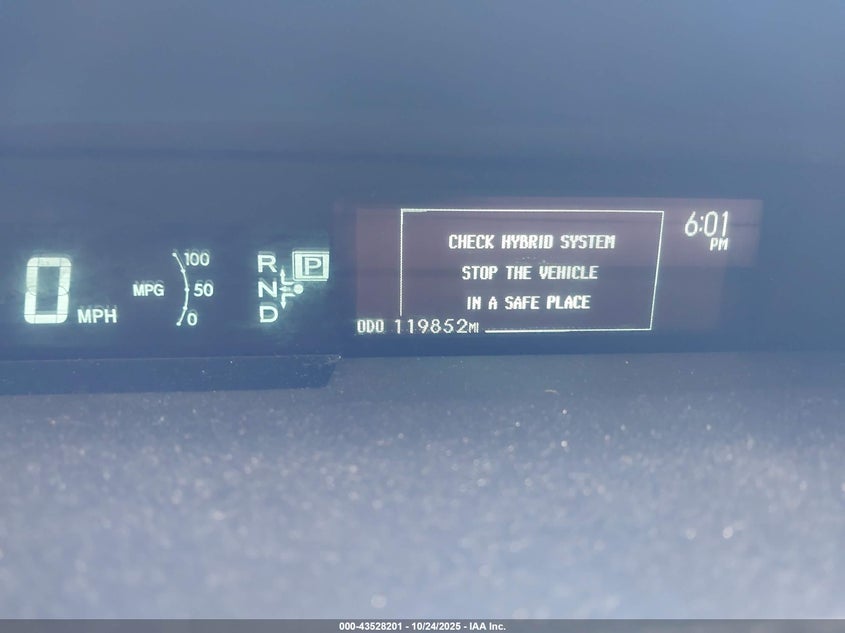 6:01
PM
CHECK HYBRID SYSTEM
STOP THE VEHICLE
IN A SAFE PLACE
ODO 119852MI
0 MPH
MPG
100
50
0
R
N
D
P
000-43528201 - 10/24/2025 - IAA Inc.